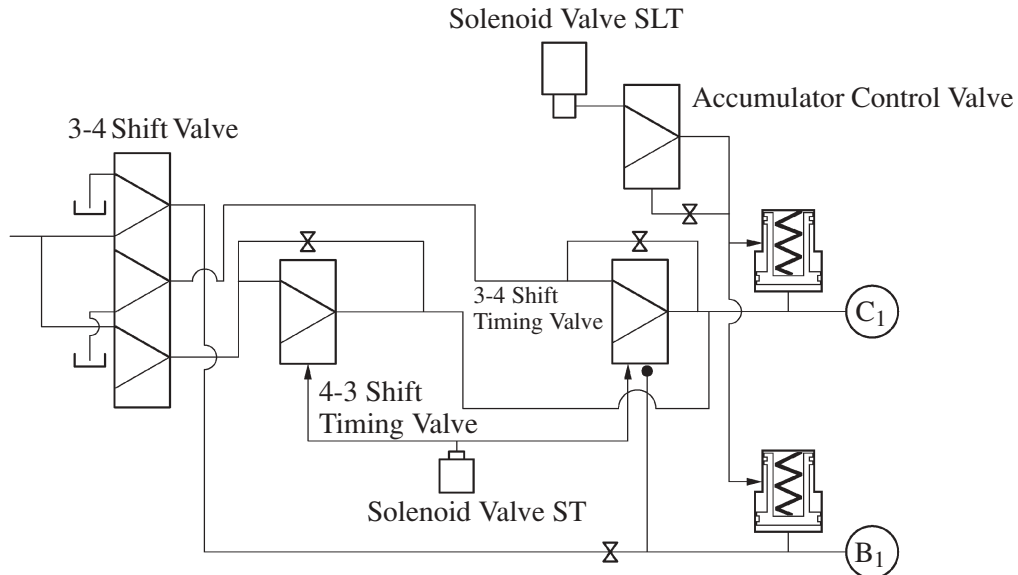 Solenoid Valve SLT
Accumulator Control Valve
3-4 Shift Valve
3-4 Shift
Timing Valve
C1
4-3 Shift
Timing Valve
Solenoid Valve ST
B1